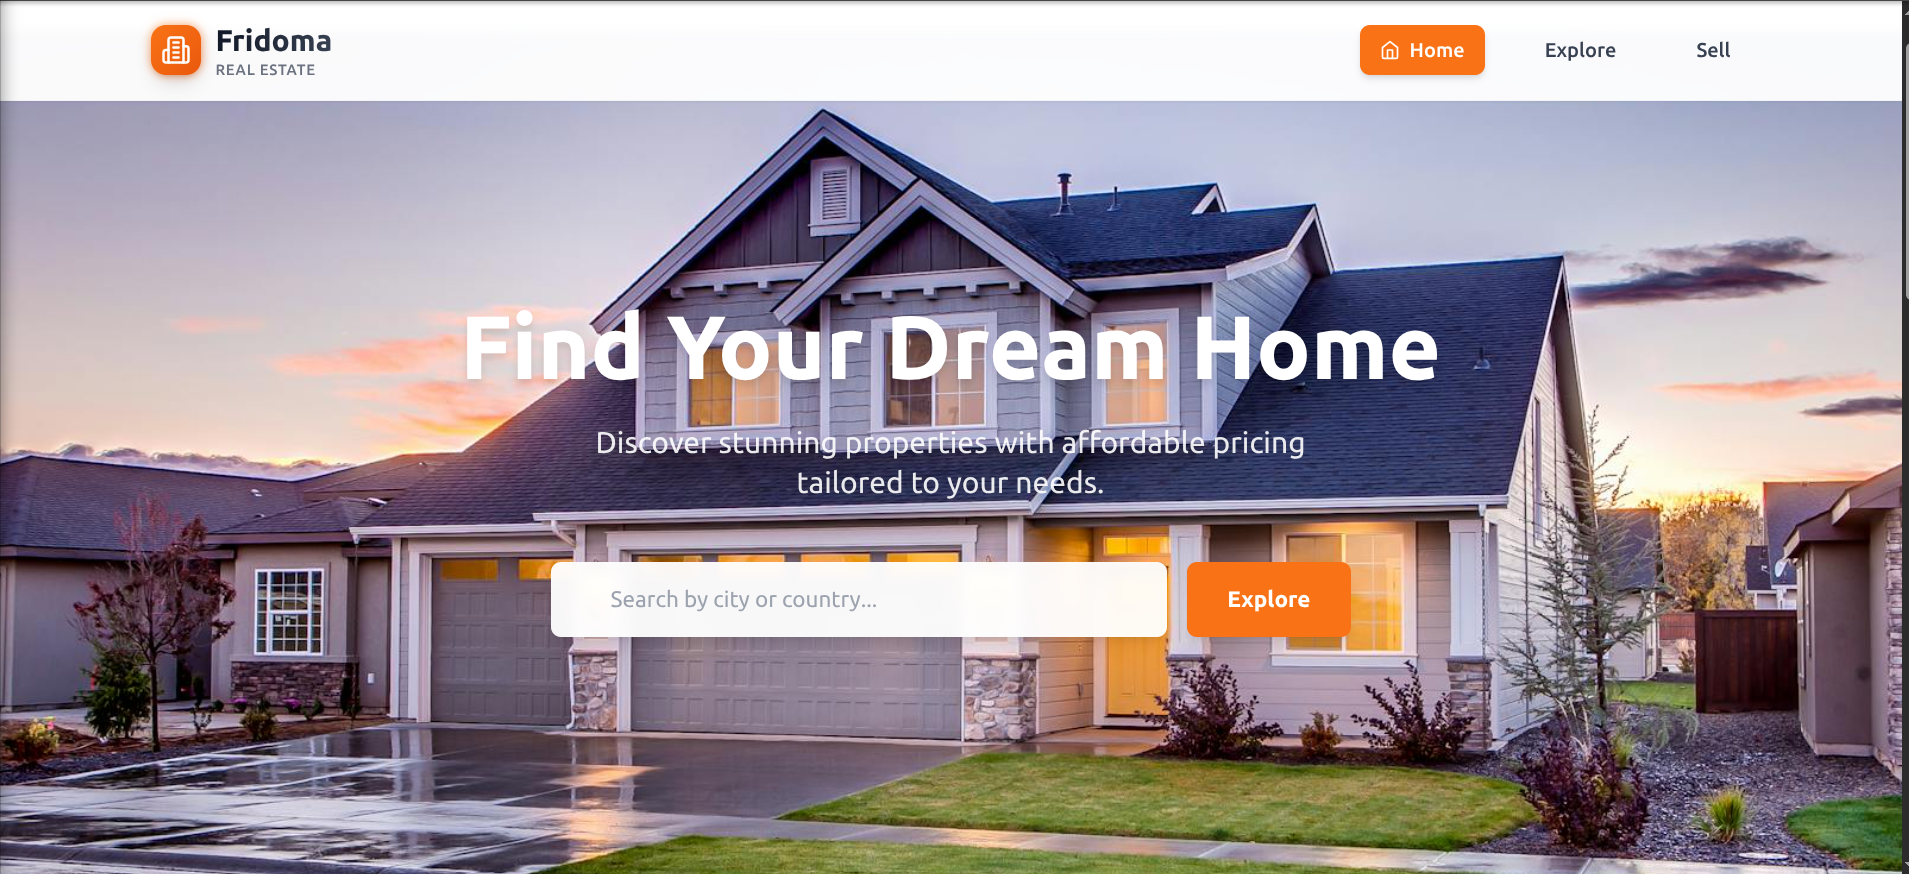 Fridoma
REAL ESTATE
Home
Explore
Sell
Find Your Dream Home
Discover stunning properties with affordable pricing
tailored to your needs.
Search by city or country...
Explore